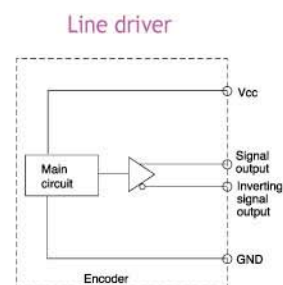 Line driver
Vcc
Main
circuit
Signal
output
Inverting
signal
output
GND
Encoder